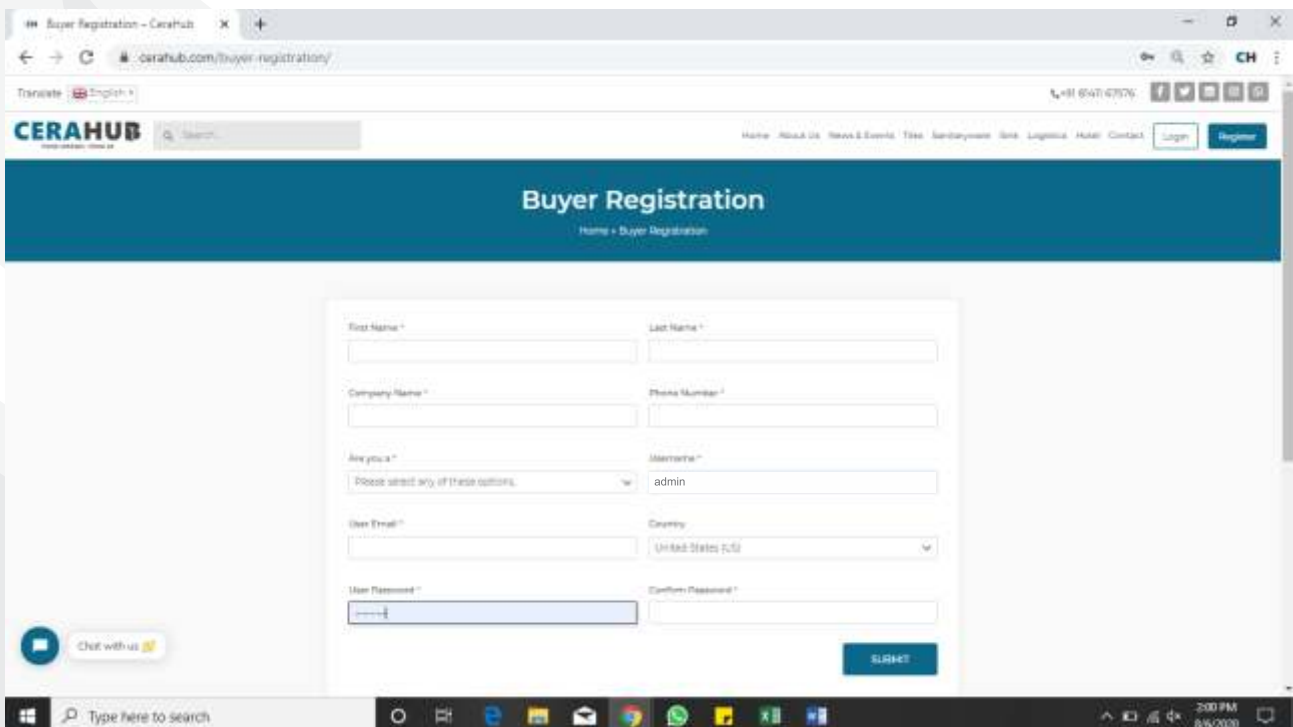 Buyer Registration – CeraHub
cerahub.com/buyer-registration/
CH
Translate English
CERAHUB
Search...
Home About Us News & Events Tiles Sanitaryware Sink Logistics Hotel Contact Login Register
Buyer Registration
Home » Buyer Registration
First Name *
Last Name *
Company Name *
Phone Number *
Are you a *
Username *
Please select any of these options.
admin
User Email *
Country
United States (US)
User Password *
Confirm Password *
Chat with us
SUBMIT
Type here to search
2:00 PM